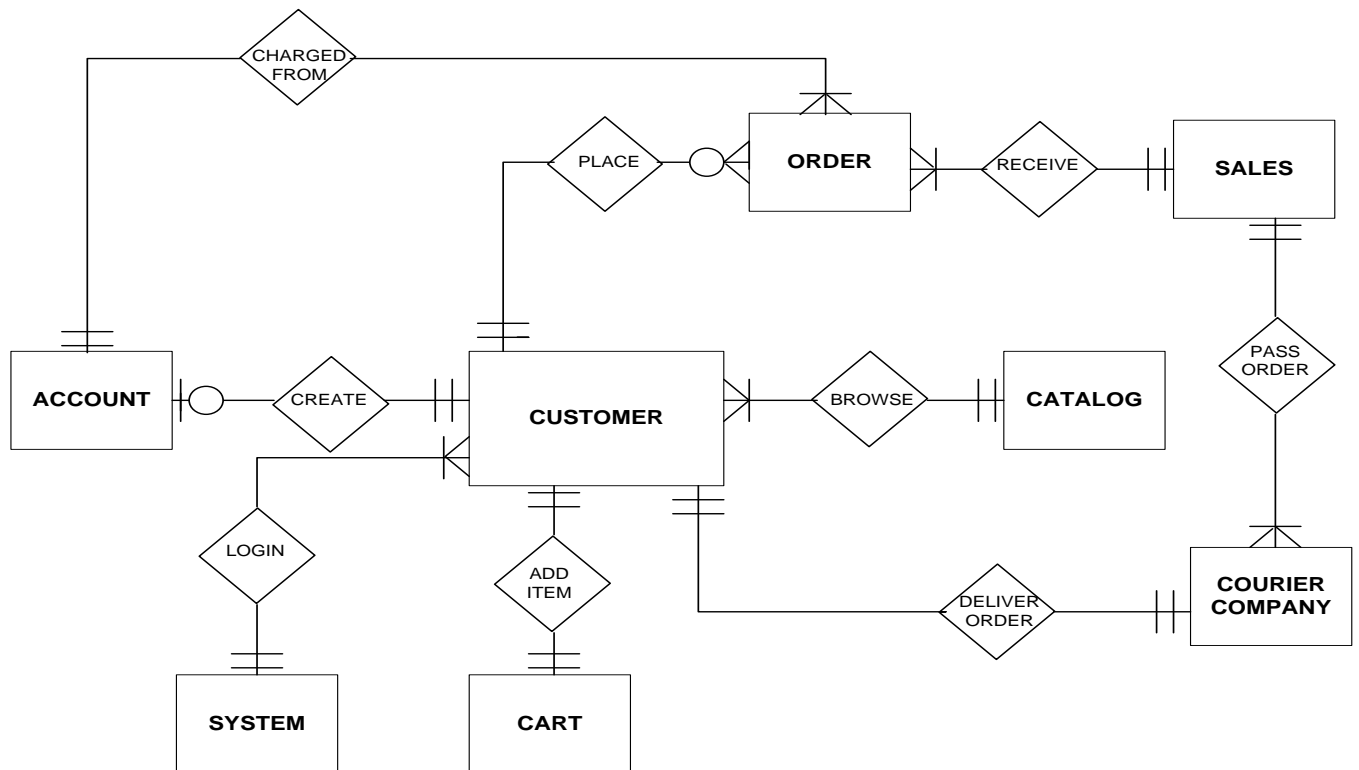 CHARGED
FROM
PLACE
ORDER
RECEIVE
SALES
ACCOUNT
CREATE
CUSTOMER
BROWSE
CATALOG
PASS
ORDER
LOGIN
ADD
ITEM
DELIVER
ORDER
COURIER
COMPANY
SYSTEM
CART